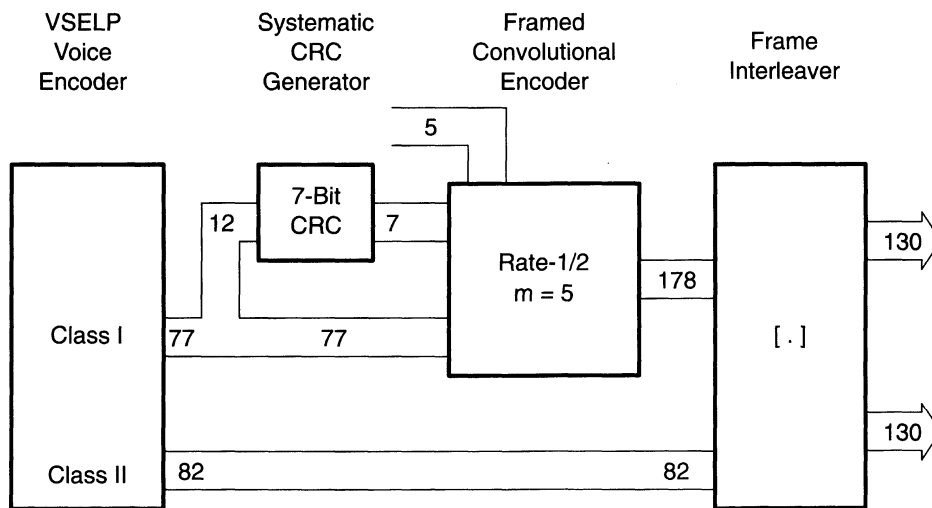 VSELP
Voice
Encoder
Systematic
CRC
Generator
Framed
Convolutional
Encoder
Frame
Interleaver
5
7-Bit
CRC
12
7
130
Rate-1/2
m = 5
178
Class I
77
77
[ . ]
130
Class II
82
82